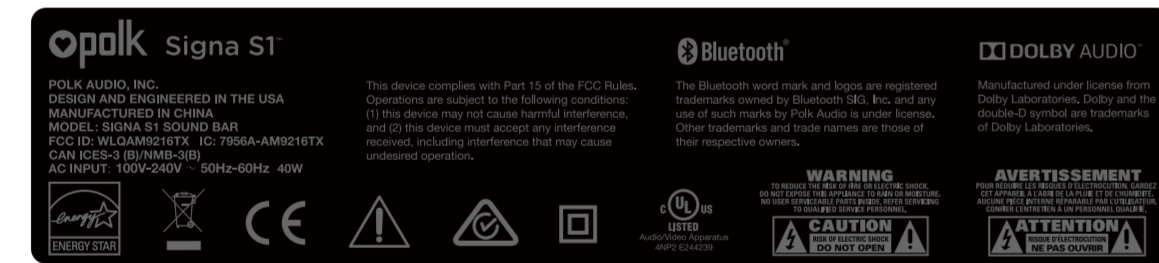 polk Signa S1™
POLK AUDIO, INC.
DESIGN AND ENGINEERED IN THE USA
MANUFACTURED IN CHINA
MODEL: SIGNA S1 SOUND BAR
FCC ID: WLQAM9216TX IC: 7956A-AM9216TX
CAN ICES-3 (B)/NMB-3(B)
AC INPUT: 100V-240V ~ 50Hz-60Hz 40W
energy
ENERGY STAR
CE
This device complies with Part 15 of the FCC Rules.
Operations are subject to the following conditions:
(1) this device may not cause harmful interference,
and (2) this device must accept any interference
received, including interference that may cause
undesired operation.
Bluetooth®
The Bluetooth word mark and logos are registered
trademarks owned by Bluetooth SIG, Inc. and any
use of such marks by Polk Audio is under license.
Other trademarks and trade names are those of
their respective owners.
C UL US
LISTED
Audio/Video Apparatus
4NP2 E244239
WARNING
TO REDUCE THE RISK OF FIRE OR ELECTRIC SHOCK,
DO NOT EXPOSE THIS APPLIANCE TO RAIN OR MOISTURE.
NO USER SERVICEABLE PARTS INSIDE, REFER SERVICING
TO QUALIFIED SERVICE PERSONNEL.
CAUTION
RISK OF ELECTRIC SHOCK
DO NOT OPEN
DOLBY AUDIO™
Manufactured under license from
Dolby Laboratories. Dolby and the
double-D symbol are trademarks
of Dolby Laboratories.
AVERTISSEMENT
POUR RÉDUIRE LES RISQUES D'ÉLECTROCUTION, GARDEZ
CET APPAREIL A L'ABRI DE LA PLUIE ET DE L'HUMIDITÉ.
AUCUNE PIÈCE INTERNE RÉPARABLE PAR L'UTILISATEUR.
CONFIER L'ENTRETIEN A UN PERSONNEL QUALIFIÉ.
ATTENTION
RISQUE D'ÉLECTROCUTION
NE PAS OUVRIR